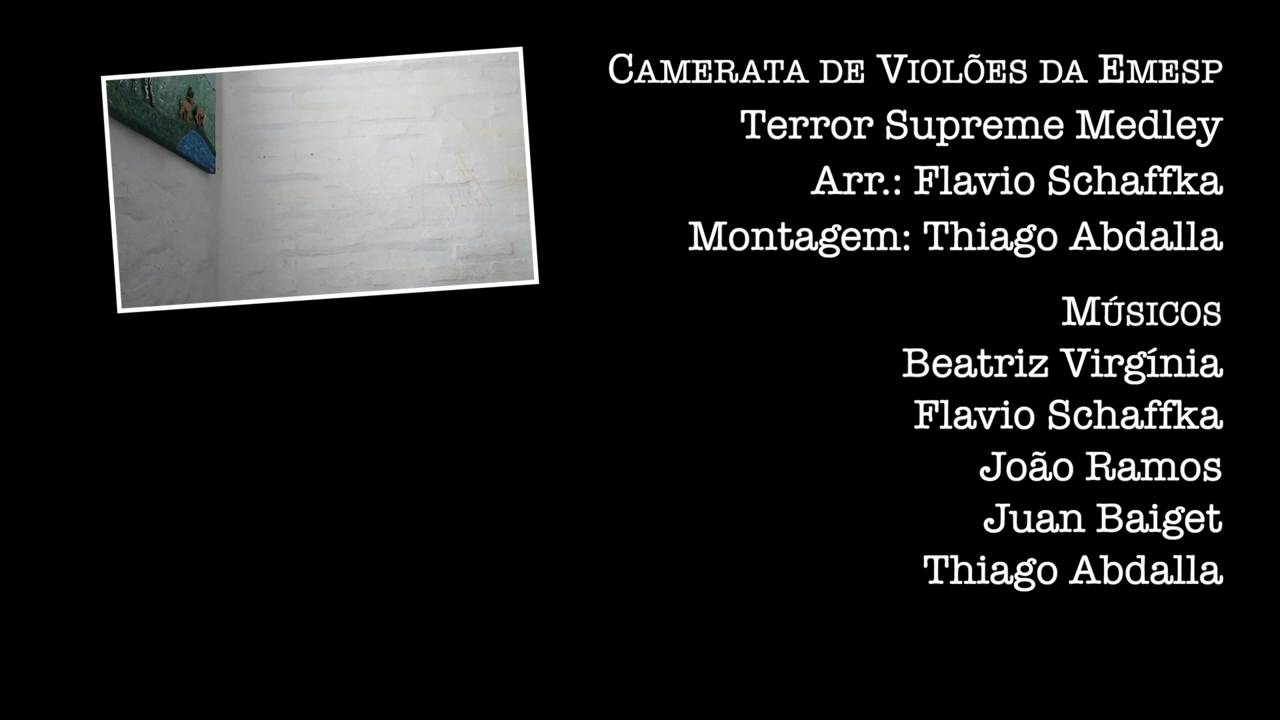 Camerata de Violões da Emesp
Terror Supreme Medley
Arr.: Flavio Schaffka
Montagem: Thiago Abdalla
Músicos
Beatriz Virgínia
Flavio Schaffka
João Ramos
Juan Baiget
Thiago Abdalla